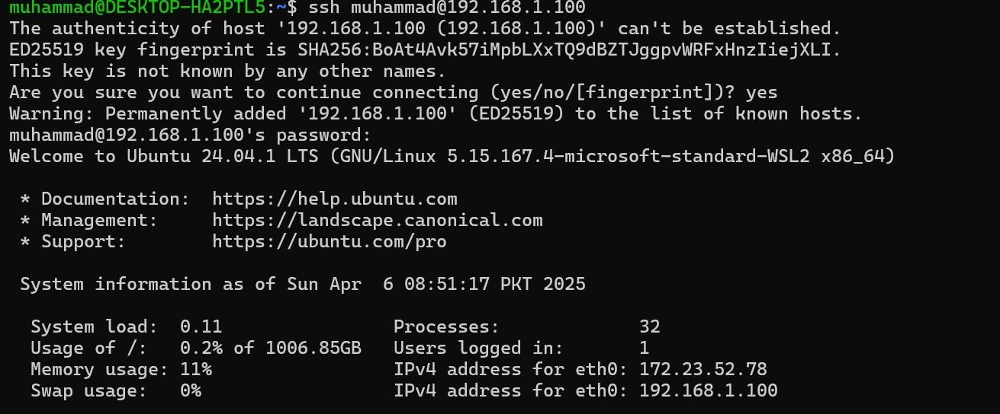 muhammad@DESKTOP-HA2PTL5:~$ ssh muhammad@192.168.1.100
The authenticity of host '192.168.1.100 (192.168.1.100)' can't be established.
ED25519 key fingerprint is SHA256:BoAt4Avk57iMpbLXxTQ9dBZTJggpvWRFxHnzIiejXLI.
This key is not known by any other names.
Are you sure you want to continue connecting (yes/no/[fingerprint])? yes
Warning: Permanently added '192.168.1.100' (ED25519) to the list of known hosts.
muhammad@192.168.1.100's password:
Welcome to Ubuntu 24.04.1 LTS (GNU/Linux 5.15.167.4-microsoft-standard-WSL2 x86_64)

 * Documentation:  https://help.ubuntu.com
 * Management:     https://landscape.canonical.com
 * Support:        https://ubuntu.com/pro

 System information as of Sun Apr  6 08:51:17 PKT 2025

  System load:  0.11                Processes:             32
  Usage of /:   0.2% of 1006.85GB   Users logged in:       1
  Memory usage: 11%                 IPv4 address for eth0: 172.23.52.78
  Swap usage:   0%                  IPv4 address for eth0: 192.168.1.100